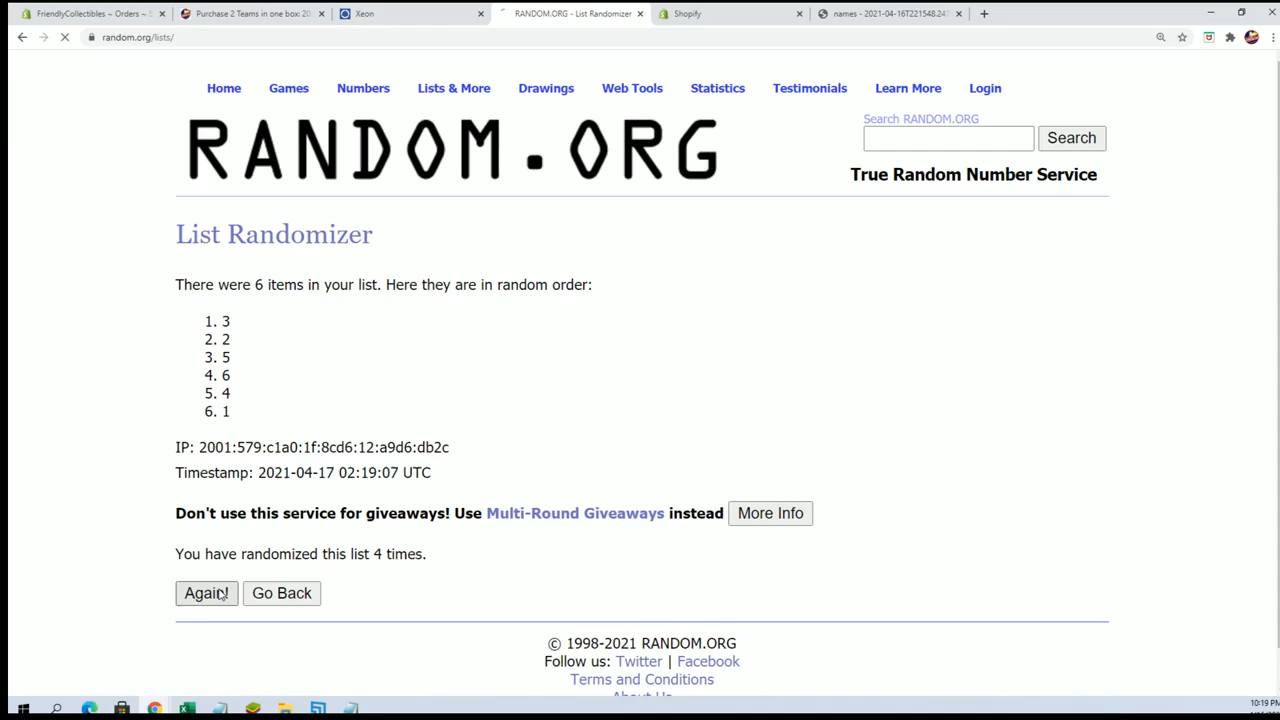 FriendlyCollectibles ~ Orders ~ S
Purchase 2 Teams in one box: 20
Xeon
RANDOM.ORG - List Randomizer
Shopify
names - 2021-04-16T221548.247
random.org/lists/
Home Games Numbers Lists & More Drawings Web Tools Statistics Testimonials Learn More Login
RANDOM.ORG
Search RANDOM.ORG
Search
True Random Number Service
List Randomizer
There were 6 items in your list. Here they are in random order:
1. 3
2. 2
3. 5
4. 6
5. 4
6. 1
IP: 2001:579:c1a0:1f:8cd6:12:a9d6:db2c
Timestamp: 2021-04-17 02:19:07 UTC
Don't use this service for giveaways! Use Multi-Round Giveaways instead More Info
You have randomized this list 4 times.
Again! Go Back
© 1998-2021 RANDOM.ORG
Follow us: Twitter | Facebook
Terms and Conditions
About Us
10:19 PM